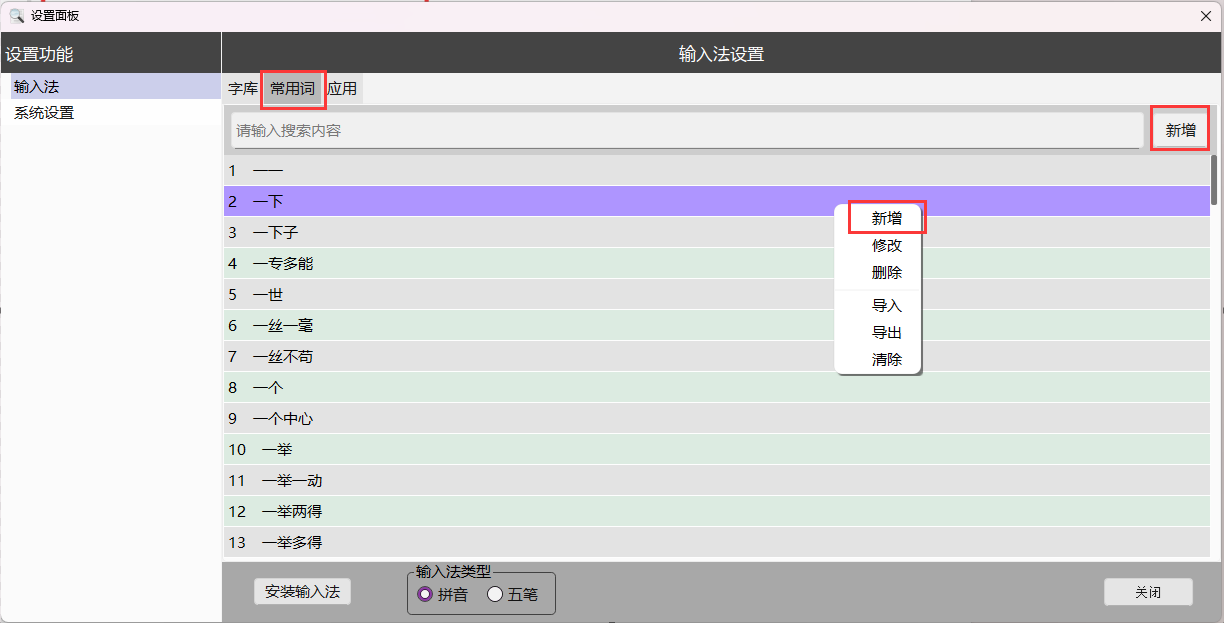 设置面板
设置功能
输入法设置
输入法
系统设置
字库 常用词 应用
请输入搜索内容
新增
1 一一
2 一下
3 一下子
4 一专多能
5 一世
6 一丝一毫
7 一丝不苟
8 一个
9 一个中心
10 一举
11 一举一动
12 一举两得
13 一举多得
新增
修改
删除
导入
导出
清除
安装输入法
输入法类型
拼音 五笔
关闭